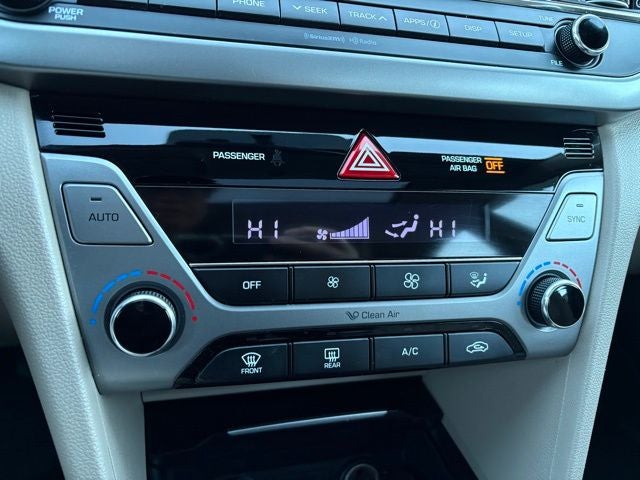 POWER PUSH PHONE ∨ SEEK TRACK ∧ APPS/ⓘ DISP SETUP TUNE
SiriusXM HD Radio FILE
PASSENGER
PASSENGER AIR BAG OFF
AUTO
HI HI
SYNC
OFF
Clean Air
FRONT REAR A/C